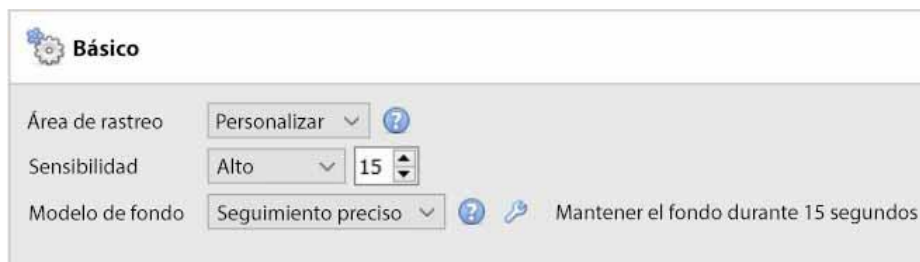 Básico
Área de rastreo Personalizar ?
Sensibilidad Alto 15
Modelo de fondo Seguimiento preciso ? Mantener el fondo durante 15 segundos